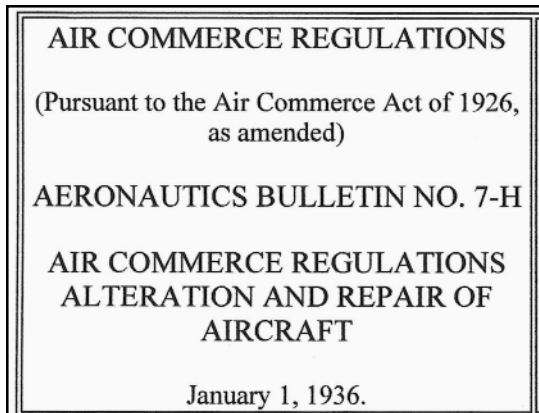 AIR COMMERCE REGULATIONS
(Pursuant to the Air Commerce Act of 1926,
as amended)
AERONAUTICS BULLETIN NO. 7-H
AIR COMMERCE REGULATIONS
ALTERATION AND REPAIR OF
AIRCRAFT
January 1, 1936.